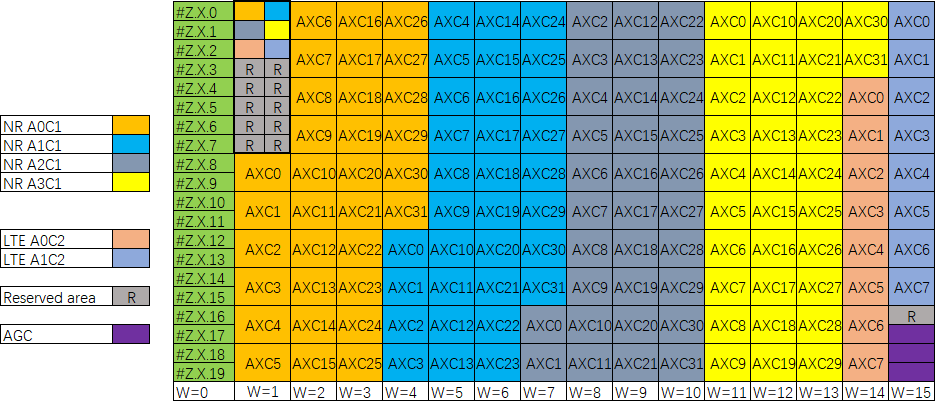 #Z.X.0
AXC6 AXC16 AXC26 AXC4 AXC14 AXC24 AXC2 AXC12 AXC22 AXC0 AXC10 AXC20 AXC30 AXC0
#Z.X.1
#Z.X.2
AXC7 AXC17 AXC27 AXC5 AXC15 AXC25 AXC3 AXC13 AXC23 AXC1 AXC11 AXC21 AXC31 AXC1
#Z.X.3 R R
#Z.X.4 R R
AXC8 AXC18 AXC28 AXC6 AXC16 AXC26 AXC4 AXC14 AXC24 AXC2 AXC12 AXC22 AXC0 AXC2
#Z.X.5 R R
NR A0C1
#Z.X.6 R R
AXC9 AXC19 AXC29 AXC7 AXC17 AXC27 AXC5 AXC15 AXC25 AXC3 AXC13 AXC23 AXC1 AXC3
NR A1C1
#Z.X.7 R R
NR A2C1
#Z.X.8
AXC0 AXC10 AXC20 AXC30 AXC8 AXC18 AXC28 AXC6 AXC16 AXC26 AXC4 AXC14 AXC24 AXC2 AXC4
NR A3C1
#Z.X.9
#Z.X.10
AXC1 AXC11 AXC21 AXC31 AXC9 AXC19 AXC29 AXC7 AXC17 AXC27 AXC5 AXC15 AXC25 AXC3 AXC5
#Z.X.11
LTE A0C2
#Z.X.12
AXC2 AXC12 AXC22 AXC0 AXC10 AXC20 AXC30 AXC8 AXC18 AXC28 AXC6 AXC16 AXC26 AXC4 AXC6
LTE A1C2
#Z.X.13
#Z.X.14
AXC3 AXC13 AXC23 AXC1 AXC11 AXC21 AXC31 AXC9 AXC19 AXC29 AXC7 AXC17 AXC27 AXC5 AXC7
Reserved area R
#Z.X.15
#Z.X.16 R
AXC4 AXC14 AXC24 AXC2 AXC12 AXC22 AXC0 AXC10 AXC20 AXC30 AXC8 AXC18 AXC28 AXC6
AGC
#Z.X.17
#Z.X.18
AXC5 AXC15 AXC25 AXC3 AXC13 AXC23 AXC1 AXC11 AXC21 AXC31 AXC9 AXC19 AXC29 AXC7
#Z.X.19
W=0 W=1 W=2 W=3 W=4 W=5 W=6 W=7 W=8 W=9 W=10 W=11 W=12 W=13 W=14 W=15